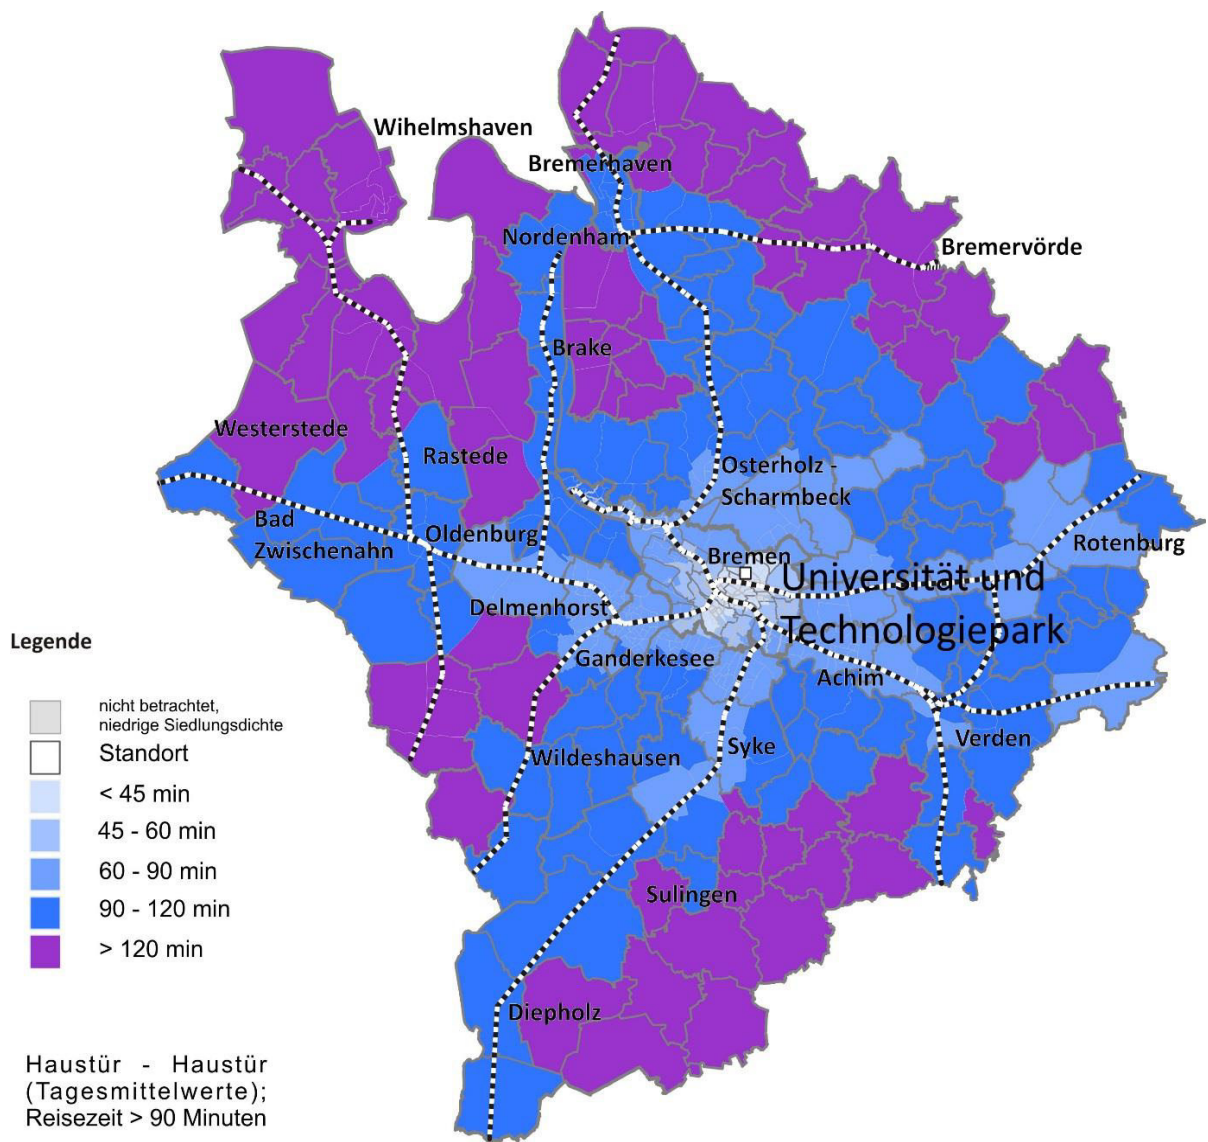 Wihelmshaven
Bremerhaven
Nordenham
Bremervörde
Brake
Westerstede
Rastede
Osterholz -
Scharmbeck
Bad
Zwischenahn
Oldenburg
Bremen
Rotenburg
Universität und
Technologiepark
Delmenhorst
Ganderkesee
Achim
Verden
Wildeshausen
Syke
Sulingen
Diepholz
Legende
nicht betrachtet,
niedrige Siedlungsdichte
Standort
< 45 min
45 - 60 min
60 - 90 min
90 - 120 min
> 120 min
Haustür - Haustür
(Tagesmittelwerte);
Reisezeit > 90 Minuten